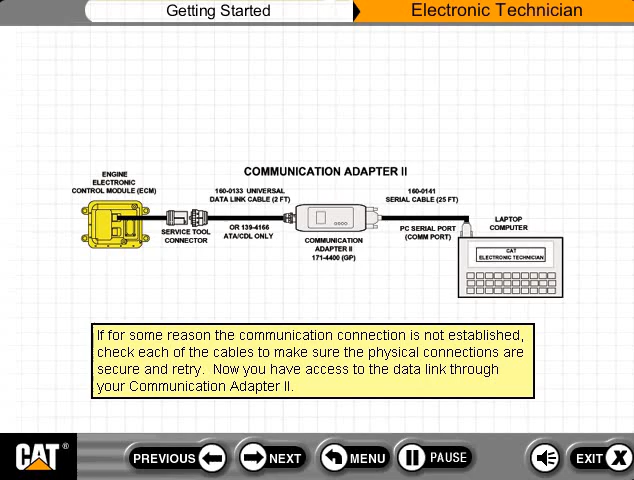 Getting Started
Electronic Technician
COMMUNICATION ADAPTER II
ENGINE
ELECTRONIC
CONTROL MODULE (ECM)
160-0133 UNIVERSAL
DATA LINK CABLE (2 FT)
160-0141
SERIAL CABLE (25 FT)
SERVICE TOOL
CONNECTOR
OR 139-4166
ATA/CDL ONLY
COMMUNICATION
ADAPTER II
171-4400 (GP)
PC SERIAL PORT
(COMM PORT)
LAPTOP
COMPUTER
CAT
ELECTRONIC TECHNICIAN
If for some reason the communication connection is not established,
check each of the cables to make sure the physical connections are
secure and retry. Now you have access to the data link through
your Communication Adapter II.
CAT®
PREVIOUS
NEXT
MENU
PAUSE
EXIT X